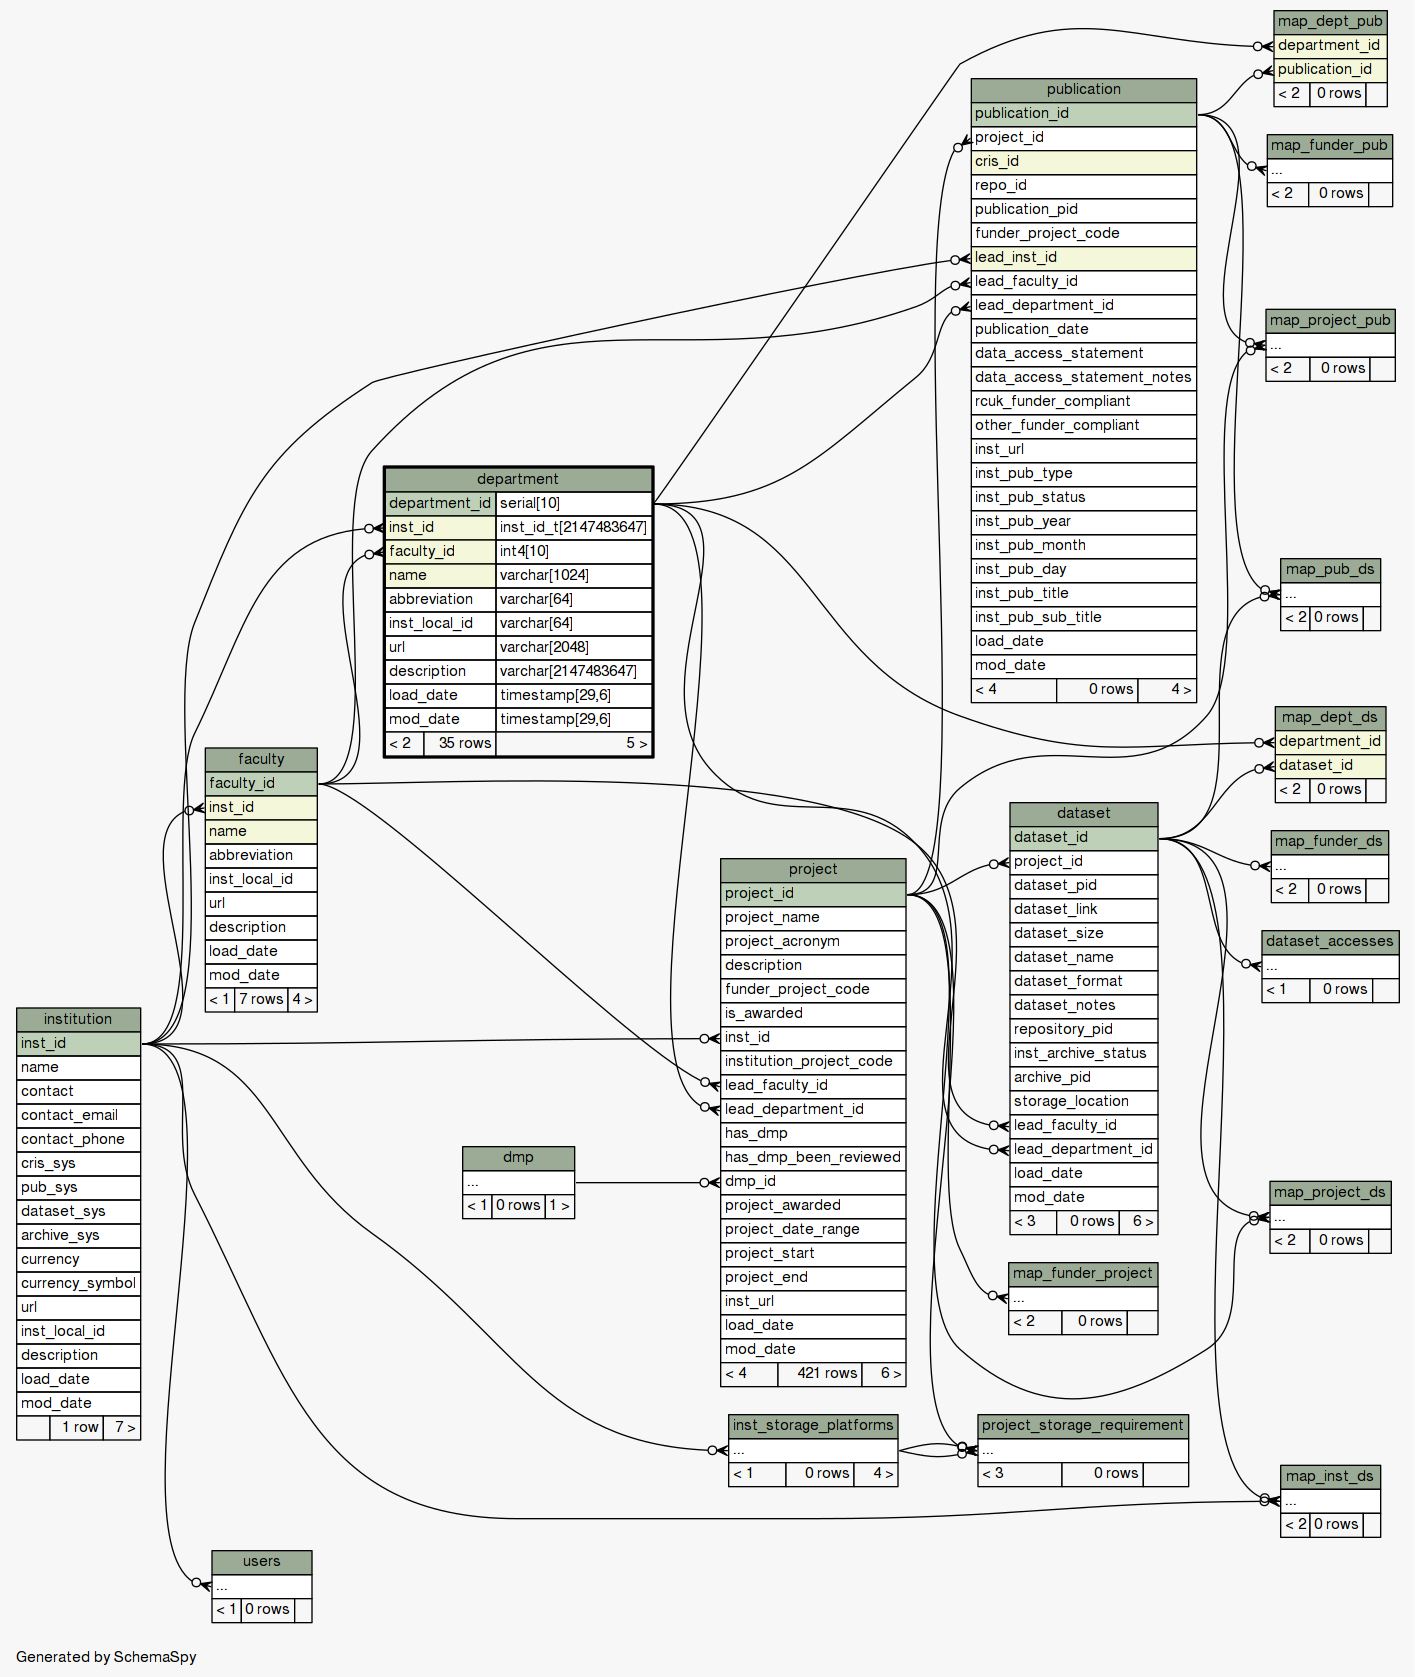 map_dept_pub
department_id
publication_id
< 2 0 rows
publication
publication_id
project_id
cris_id
repo_id
publication_pid
funder_project_code
lead_inst_id
lead_faculty_id
lead_department_id
publication_date
data_access_statement
data_access_statement_notes
rcuk_funder_compliant
other_funder_compliant
inst_url
inst_pub_type
inst_pub_status
inst_pub_year
inst_pub_month
inst_pub_day
inst_pub_title
inst_pub_sub_title
load_date
mod_date
< 4 0 rows 4 >
map_funder_pub
...
< 2 0 rows
map_project_pub
...
< 2 0 rows
department
department_id serial[10]
inst_id inst_id_t[2147483647]
faculty_id int4[10]
name varchar[1024]
abbreviation varchar[64]
inst_local_id varchar[64]
url varchar[2048]
description varchar[2147483647]
load_date timestamp[29,6]
mod_date timestamp[29,6]
< 2 35 rows 5 >
map_pub_ds
...
< 2 0 rows
map_dept_ds
department_id
dataset_id
< 2 0 rows
faculty
faculty_id
inst_id
name
abbreviation
inst_local_id
url
description
load_date
mod_date
< 1 7 rows 4 >
dataset
dataset_id
project_id
dataset_pid
dataset_link
dataset_size
dataset_name
dataset_format
dataset_notes
repository_pid
inst_archive_status
archive_pid
storage_location
lead_faculty_id
lead_department_id
load_date
mod_date
< 3 0 rows 6 >
map_funder_ds
...
< 2 0 rows
project
project_id
project_name
project_acronym
description
funder_project_code
is_awarded
inst_id
institution_project_code
lead_faculty_id
lead_department_id
has_dmp
has_dmp_been_reviewed
dmp_id
project_awarded
project_date_range
project_start
project_end
inst_url
load_date
mod_date
< 4 421 rows 6 >
dataset_accesses
...
< 1 0 rows
institution
inst_id
name
contact
contact_email
contact_phone
cris_sys
pub_sys
dataset_sys
archive_sys
currency
currency_symbol
url
inst_local_id
description
load_date
mod_date
1 row 7 >
dmp
...
< 1 0 rows 1 >
map_project_ds
...
< 2 0 rows
map_funder_project
...
< 2 0 rows
inst_storage_platforms
...
< 1 0 rows 4 >
project_storage_requirement
...
< 3 0 rows
map_inst_ds
...
< 2 0 rows
users
...
< 1 0 rows
Generated by SchemaSpy